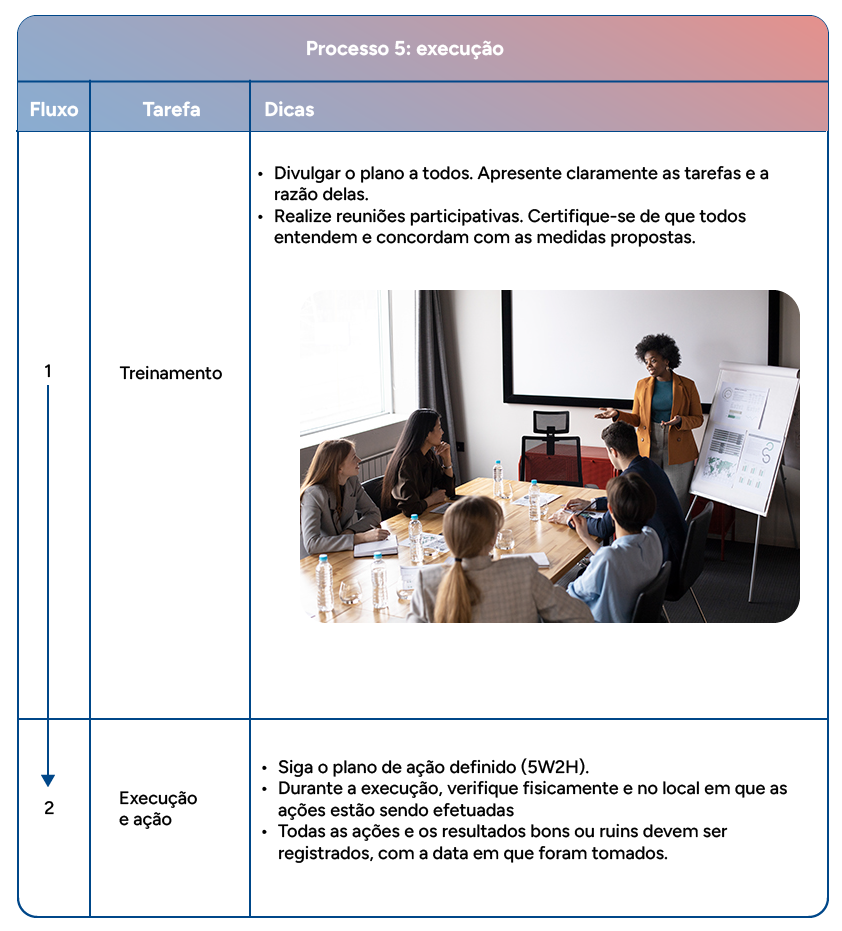 Processo 5: execução
Fluxo Tarefa Dicas
• Divulgar o plano a todos. Apresente claramente as tarefas e a
razão delas.
• Realize reuniões participativas. Certifique-se de que todos
entendem e concordam com as medidas propostas.
1 Treinamento
• Siga o plano de ação definido (5W2H).
• Durante a execução, verifique fisicamente e no local em que as
ações estão sendo efetuadas
• Todas as ações e os resultados bons ou ruins devem ser
registrados, com a data em que foram tomados.
2 Execução
e ação